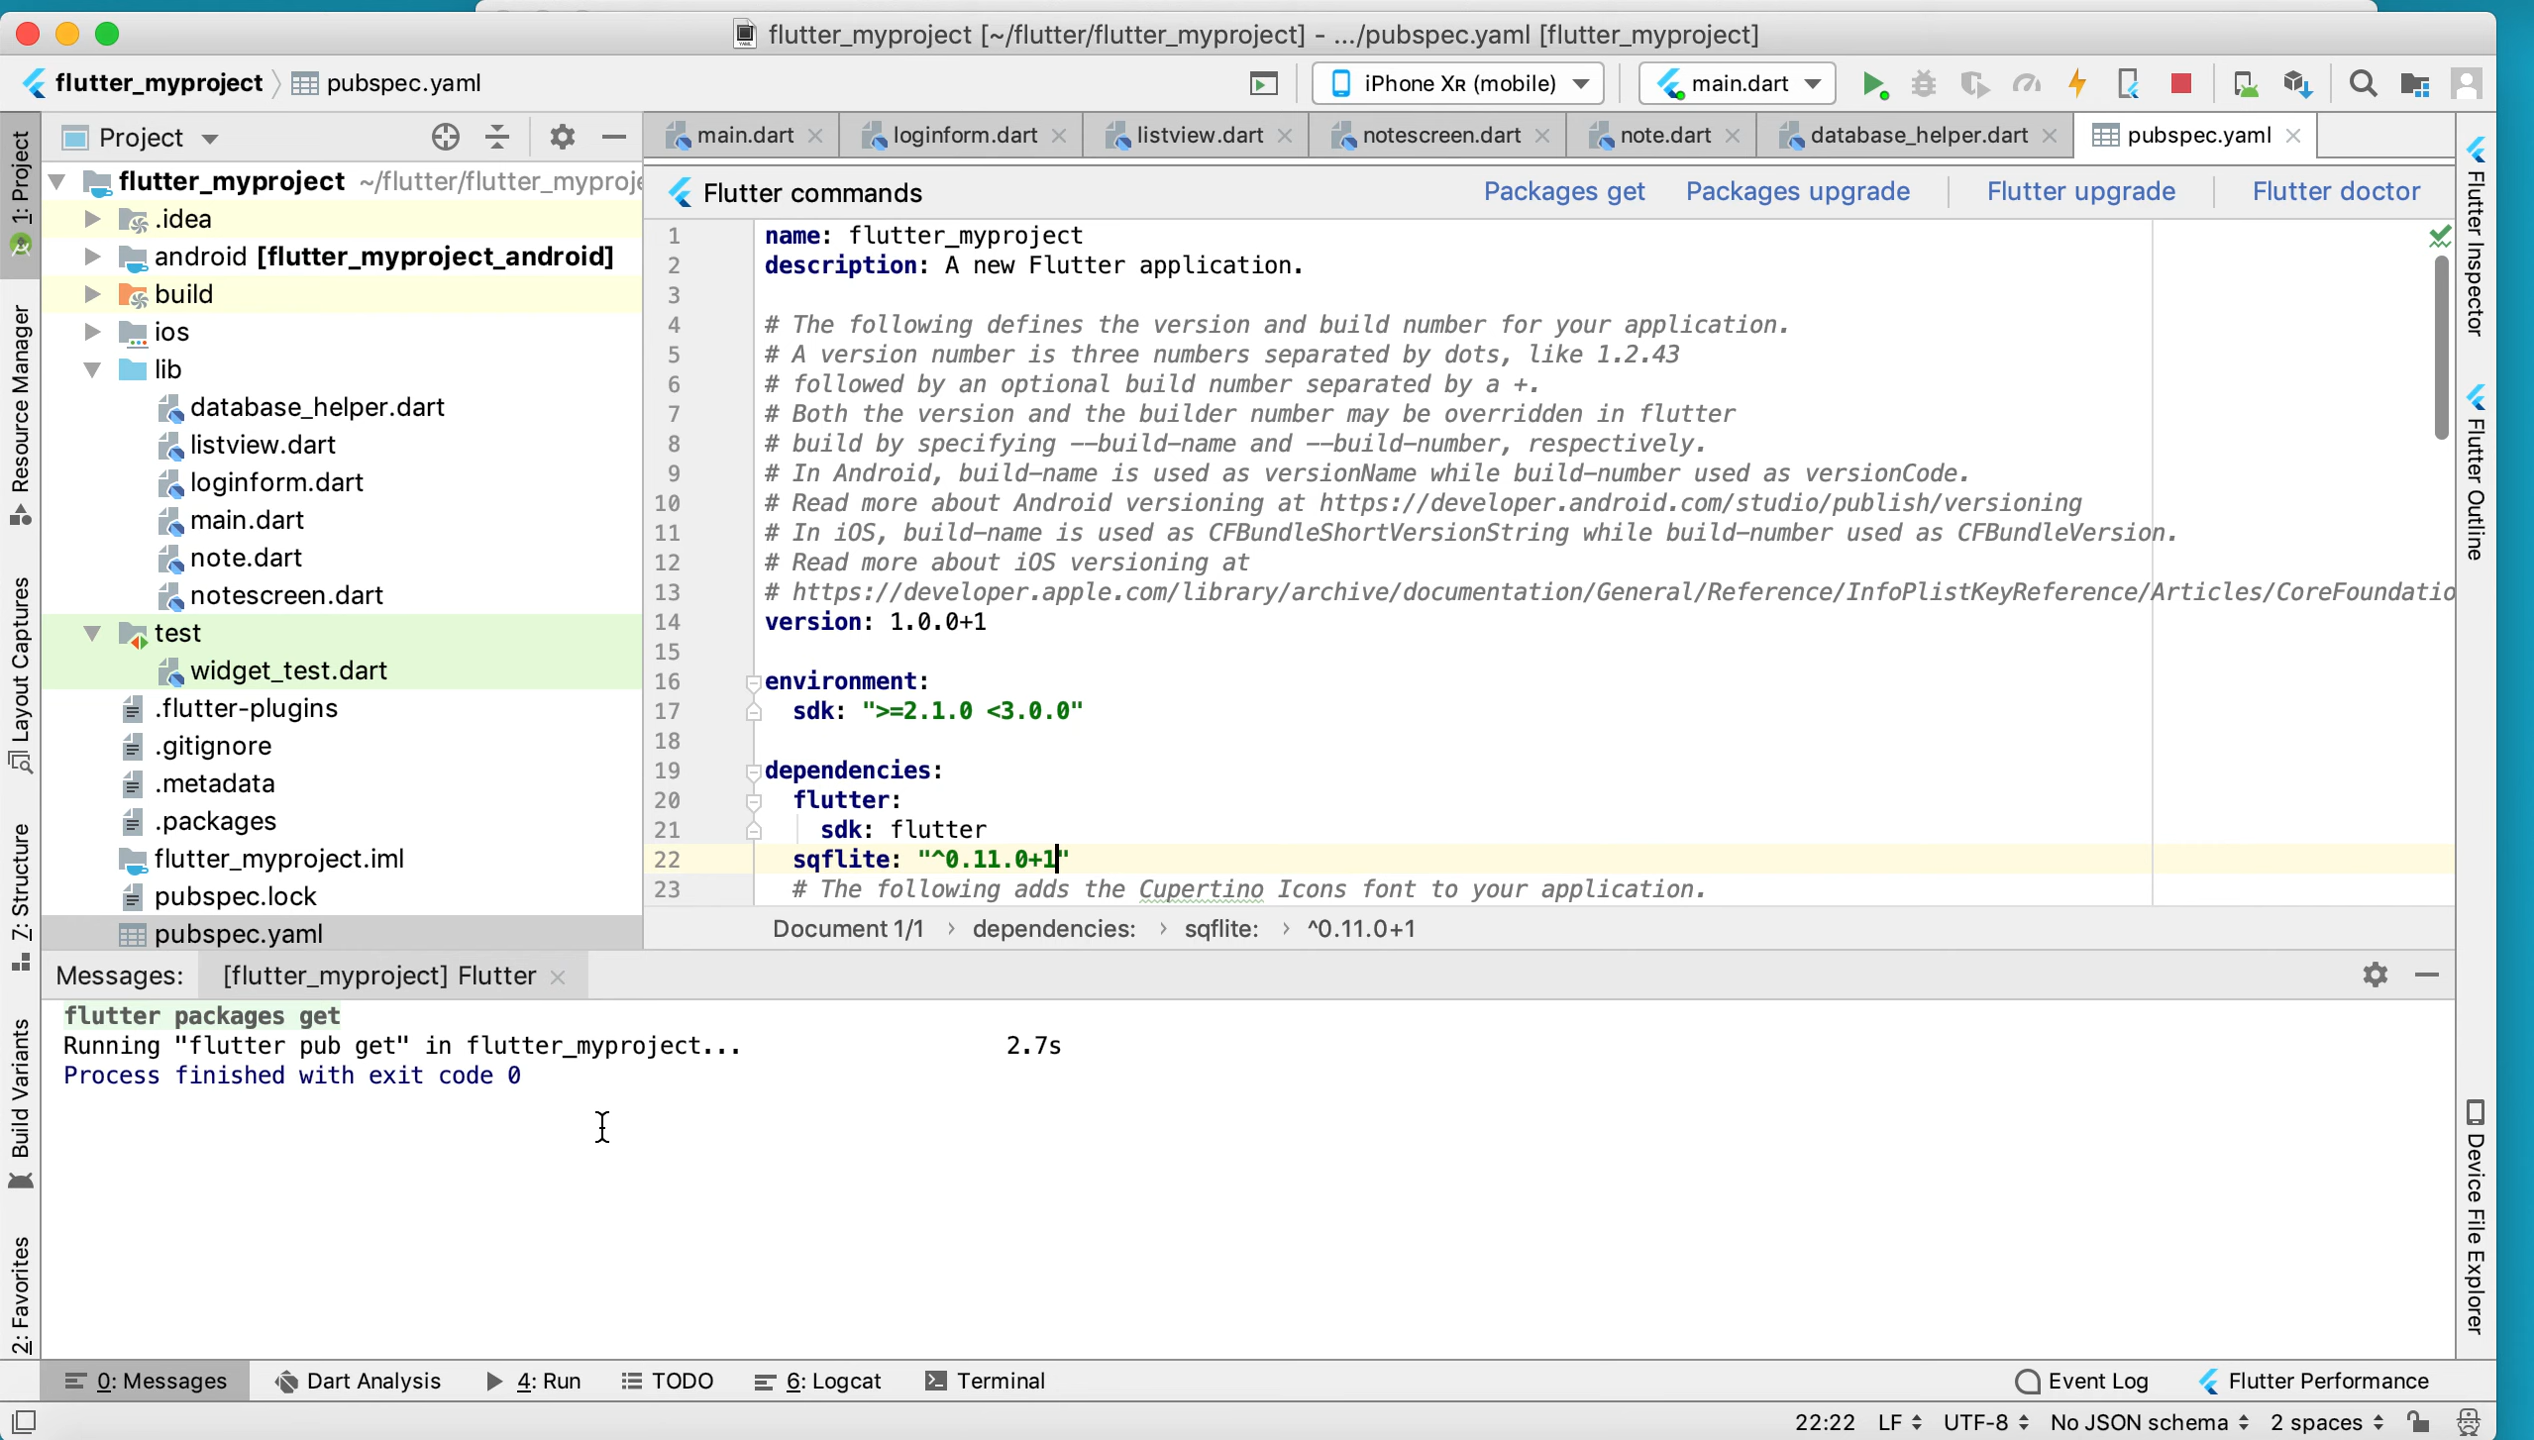 flutter_myproject [~/flutter/flutter_myproject] - .../pubspec.yaml [flutter_myproject]
flutter_myproject pubspec.yaml
iPhone XR (mobile)
main.dart
Project
main.dart
loginform.dart
listview.dart
notescreen.dart
note.dart
database_helper.dart
pubspec.yaml
Flutter commands
Packages get
Packages upgrade
Flutter upgrade
Flutter doctor
1: Project
Resource Manager
Layout Captures
Z: Structure
Build Variants
2: Favorites
flutter_myproject ~/flutter/flutter_myproje
.idea
android [flutter_myproject_android]
build
ios
lib
database_helper.dart
listview.dart
loginform.dart
main.dart
note.dart
notescreen.dart
test
widget_test.dart
.flutter-plugins
.gitignore
.metadata
.packages
flutter_myproject.iml
pubspec.lock
pubspec.yaml
1 name: flutter_myproject
2 description: A new Flutter application.
3
4 # The following defines the version and build number for your application.
5 # A version number is three numbers separated by dots, like 1.2.43
6 # followed by an optional build number separated by a +.
7 # Both the version and the builder number may be overridden in flutter
8 # build by specifying --build-name and --build-number, respectively.
9 # In Android, build-name is used as versionName while build-number used as versionCode.
10 # Read more about Android versioning at https://developer.android.com/studio/publish/versioning
11 # In iOS, build-name is used as CFBundleShortVersionString while build-number used as CFBundleVersion.
12 # Read more about iOS versioning at
13 # https://developer.apple.com/library/archive/documentation/General/Reference/InfoPlistKeyReference/Articles/CoreFoundatio
14 version: 1.0.0+1
15
16 environment:
17 sdk: ">=2.1.0 <3.0.0"
18
19 dependencies:
20 flutter:
21 sdk: flutter
22 sqflite: "^0.11.0+1"
23 # The following adds the Cupertino Icons font to your application.
Document 1/1 › dependencies: › sqflite: › ^0.11.0+1
Flutter Inspector
Flutter Outline
Device File Explorer
Messages: [flutter_myproject] Flutter
flutter packages get
Running "flutter pub get" in flutter_myproject... 2.7s
Process finished with exit code 0
0: Messages
Dart Analysis
4: Run
TODO
6: Logcat
Terminal
Event Log
Flutter Performance
22:22 LF UTF-8 No JSON schema 2 spaces